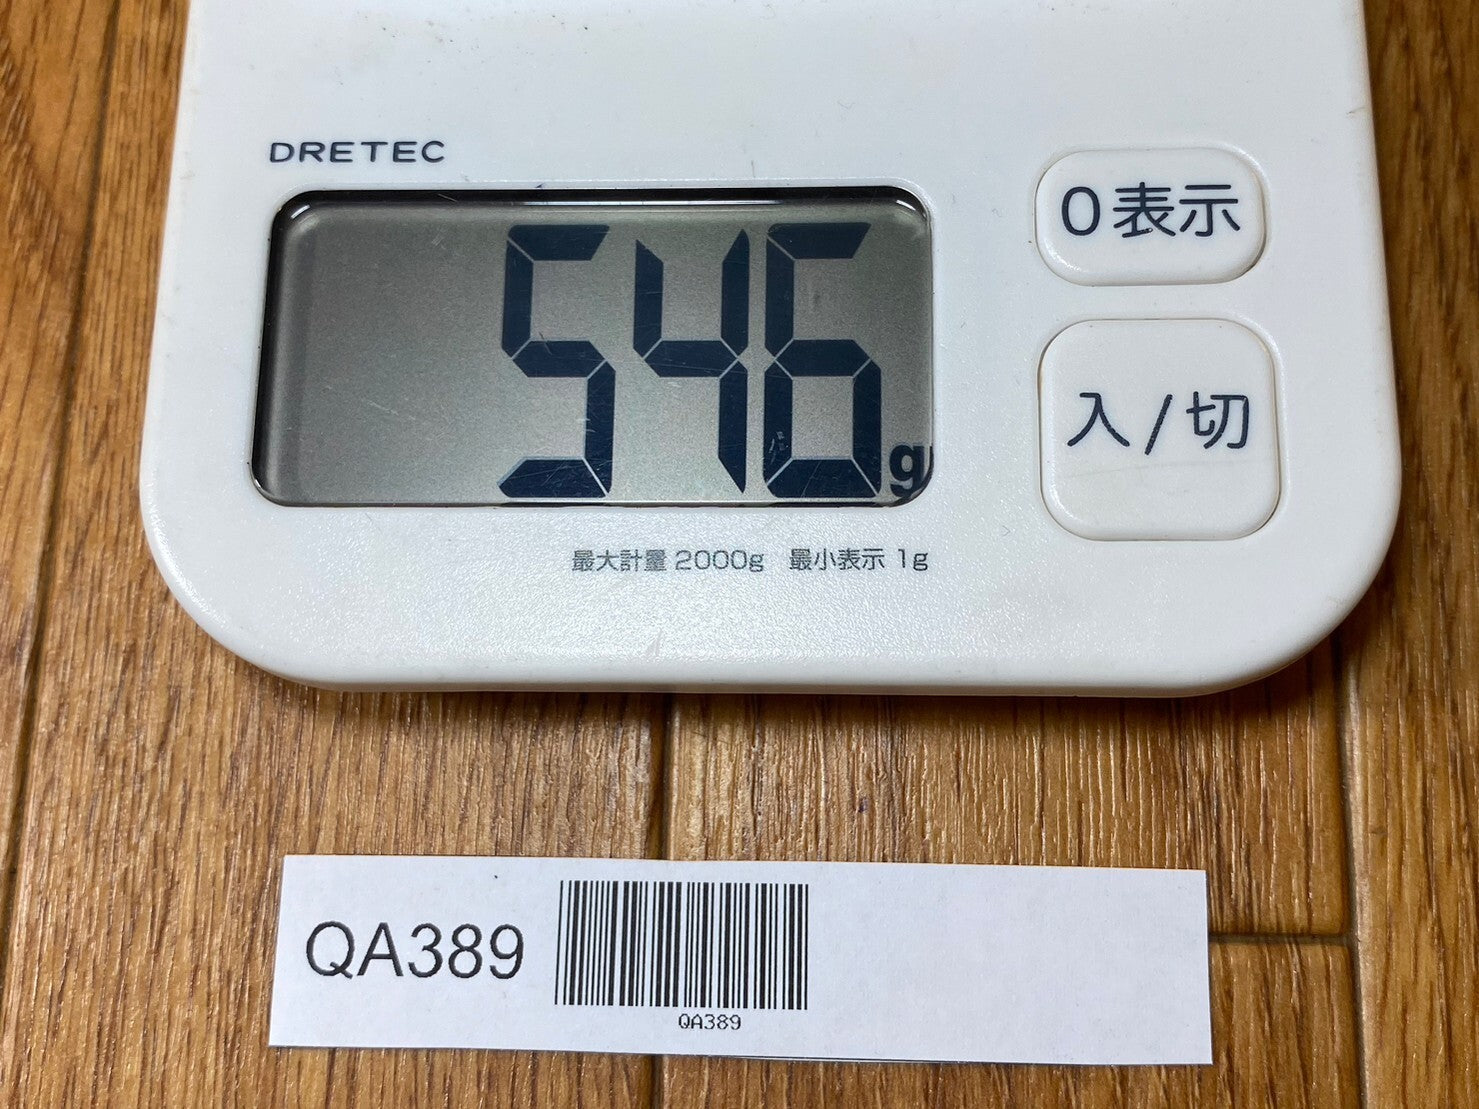 DRETEC
546g
0表示
入/切
最大計量 2000g 最小表示 1g
QA389
QA389